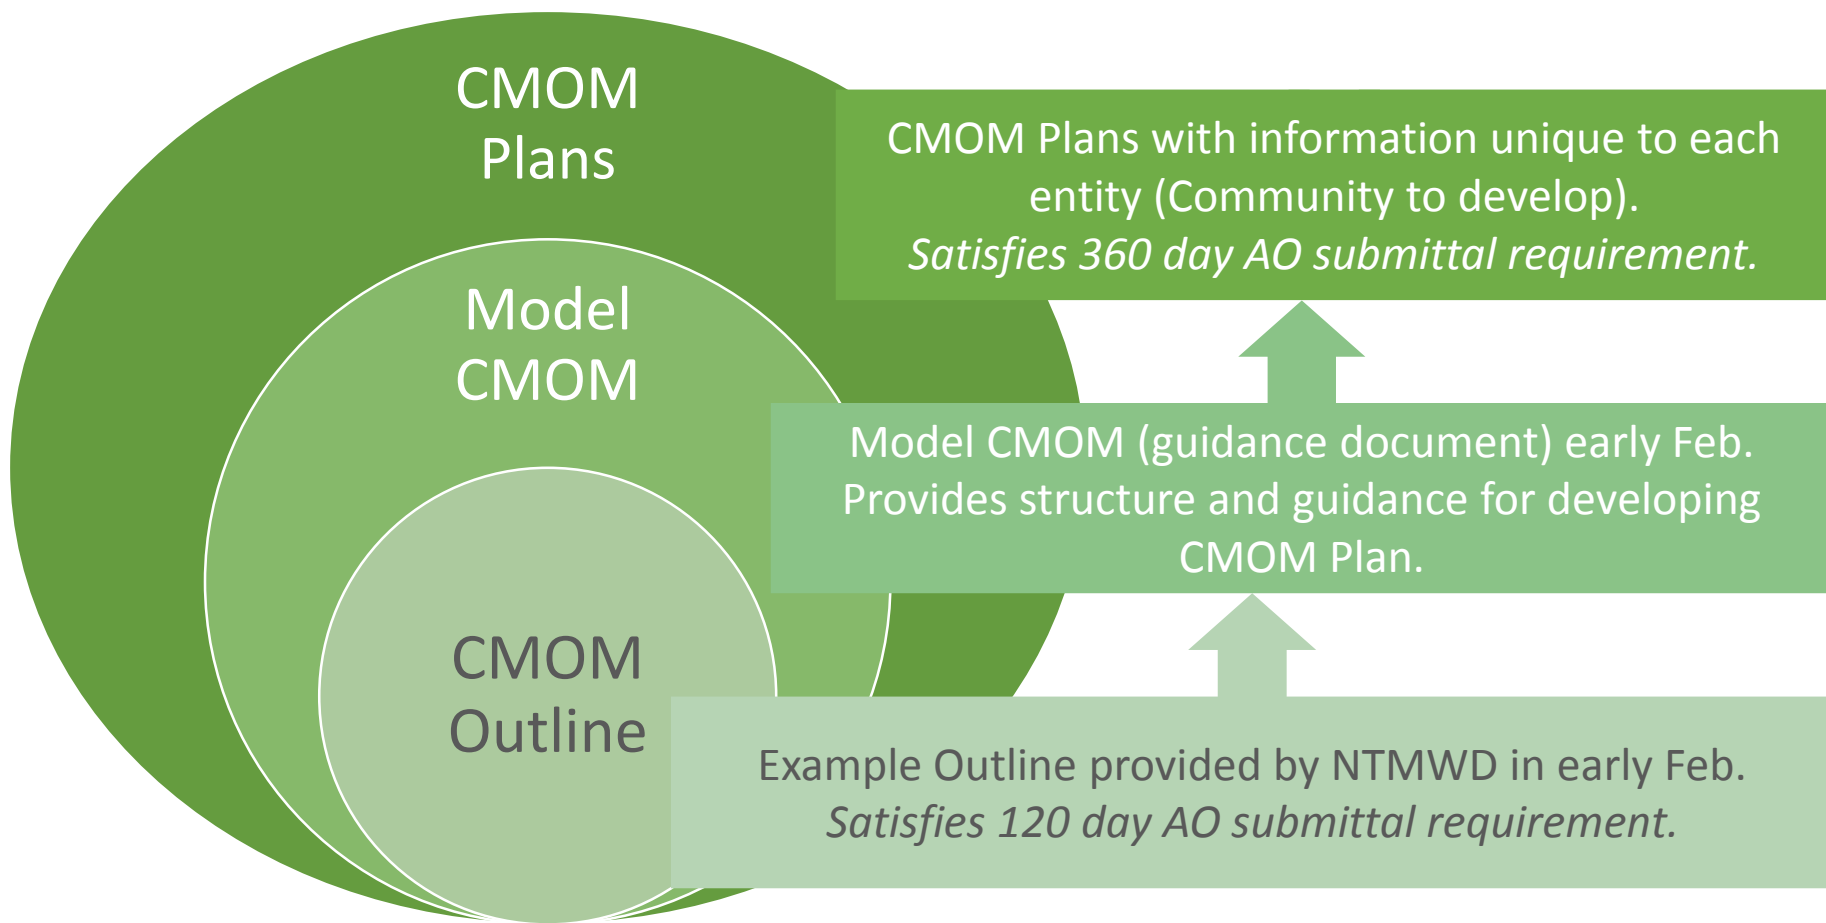 CMOM
Plans
CMOM Plans with information unique to each
entity (Community to develop).
Satisfies 360 day AO submittal requirement.
Model
CMOM
Model CMOM (guidance document) early Feb.
Provides structure and guidance for developing
CMOM Plan.
CMOM
Outline
Example Outline provided by NTMWD in early Feb.
Satisfies 120 day AO submittal requirement.